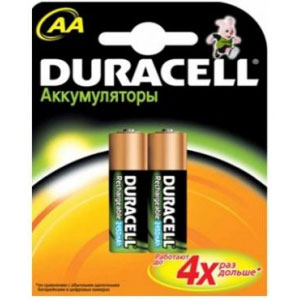 AA
DURACELL
Аккумуляторы
DURACELL
Rechargeable
DURACELL
Rechargeable
Работают до
4X раз дольше*